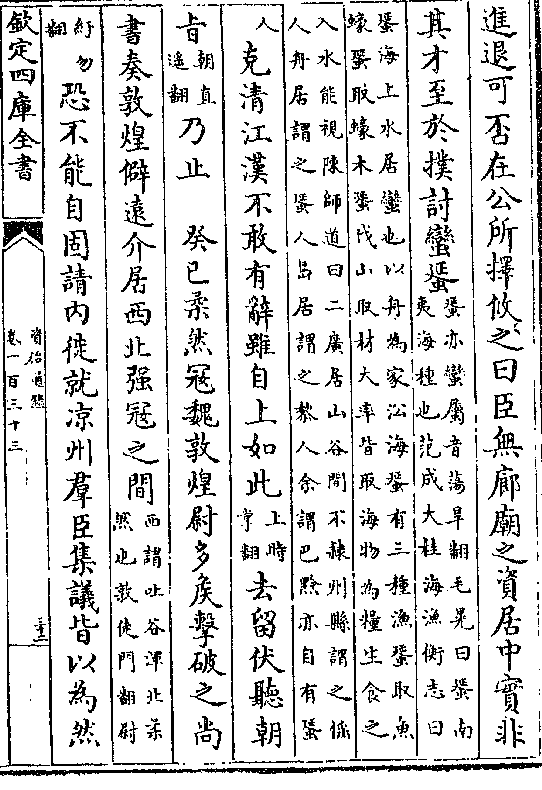 進退可否在公所擇攸之曰臣無廊廟之資居中實非
其才至於撲討蠻蜑
蜑亦蠻屬音蕩旱翻毛晃曰蜑南
夷海種也范成大桂海漁衡志曰
蜑海上水居蠻也以舟為家㳂海蜑有三種漁蜑取魚
蠔蜑取蠔木蜑伐山取材大率皆取海物為糧生食之
入水能視陳師道曰二廣居山谷間不隸州縣謂之傜
人舟居謂之蜑人島居謂之黎人余謂巴黔亦自有蜑
人
克清江漢不敢有辭雖自上如此
上時
掌翻
去留伏聽朝
㫖
朝直
遥翻
乃止 癸巳柔然寇魏敦煌尉多侯擊破之尚
書奏敦煌僻遠介居西北强寇之間
西謂吐谷渾北柔
然也敦徒門翻尉
紆勿
翻
恐不能自固請内徙就凉州羣臣集議皆以為然
欽定四庫全書
資治通鑑
卷一百三十三